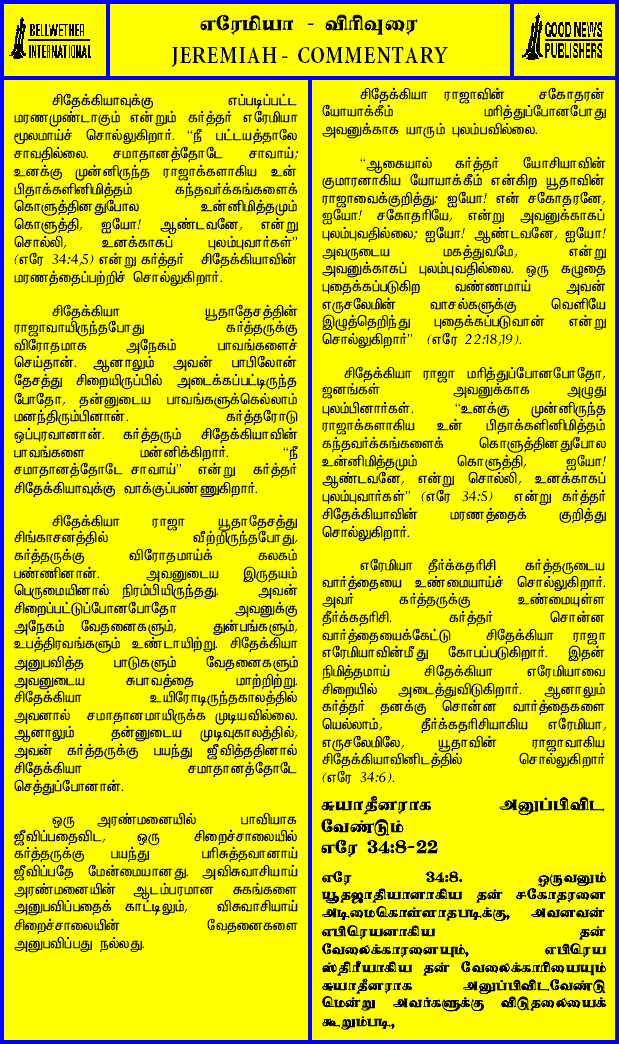 BELLWETHER
INTERNATIONAL
எரேமியா - விரிவுரை
JEREMIAH - COMMENTARY
GOOD NEWS
PUBLISHERS
சிதேக்கியாவுக்கு எப்படிப்பட்ட
மரணமுண்டாகும் என்றும் கர்த்தர் எரேமியா
மூலமாய்ச் சொல்லுகிறார். “நீ பட்டயத்தாலே
சாவதில்லை. சமாதானத்தோடே சாவாய்;
உனக்கு முன்னிருந்த ராஜாக்களாகிய உன்
பிதாக்களினிமித்தம் கந்தவர்க்கங்களைக்
கொளுத்தினதுபோல உன்னிமித்தமும்
கொளுத்தி, ஐயோ! ஆண்டவனே, என்று
சொல்லி, உனக்காகப் புலம்புவார்கள்”
(எரே 34:4,5) என்று கர்த்தர் சிதேக்கியாவின்
மரணத்தைப்பற்றிச் சொல்லுகிறார்.
சிதேக்கியா யூதாதேசத்தின்
ராஜாவாயிருந்தபோது கர்த்தருக்கு
விரோதமாக அநேகம் பாவங்களைச்
செய்தான். ஆனாலும் அவன் பாபிலோன்
தேசத்து சிறையிருப்பில் அடைக்கப்பட்டிருந்த
போதோ, தன்னுடைய பாவங்களுக்கெல்லாம்
மனந்திரும்பினான். கர்த்தரோடு
ஒப்புரவானான். கர்த்தரும் சிதேக்கியாவின்
பாவங்களை மன்னிக்கிறார். “நீ
சமாதானத்தோடே சாவாய்” என்று கர்த்தர்
சிதேக்கியாவுக்கு வாக்குப்பண்ணுகிறார்.
சிதேக்கியா ராஜா யூதாதேசத்து
சிங்காசனத்தில் வீற்றிருந்தபோது,
கர்த்தருக்கு விரோதமாய்க் கலகம்
பண்ணினான். அவனுடைய இருதயம்
பெருமையினால் நிரம்பியிருந்தது. அவன்
சிறைப்பட்டுப்போனபோதோ அவனுக்கு
அநேகம் வேதனைகளும், துன்பங்களும்,
உபத்திரவங்களும் உண்டாயிற்று. சிதேக்கியா
அனுபவித்த பாடுகளும் வேதனைகளும்
அவனுடைய சுபாவத்தை மாற்றிற்று.
சிதேக்கியா உயிரோடிருந்தகாலத்தில்
அவனால் சமாதானமாயிருக்க முடியவில்லை.
ஆனாலும் தன்னுடைய முடிவுகாலத்தில்,
அவன் கர்த்தருக்கு பயந்து ஜீவித்ததினால்
சிதேக்கியா சமாதானத்தோடே
செத்துப்போனான்.
ஒரு அரண்மனையில் பாவியாக
ஜீவிப்பதைவிட, ஒரு சிறைச்சாலையில்
கர்த்தருக்கு பயந்து பரிசுத்தவானாய்
ஜீவிப்பதே மேன்மையானது. அவிசுவாசியாய்
அரண்மனையின் ஆடம்பரமான சுகங்களை
அனுபவிப்பதைக் காட்டிலும், விசுவாசியாய்
சிறைச்சாலையின் வேதனைகளை
அனுபவிப்பது நல்லது.
சிதேக்கியா ராஜாவின் சகோதரன்
யோயாக்கீம் மரித்துப்போனபோது
அவனுக்காக யாரும் புலம்பவில்லை.
“ஆகையால் கர்த்தர் யோசியாவின்
குமாரனாகிய யோயாக்கீம் என்கிற யூதாவின்
ராஜாவைக்குறித்து: ஐயோ! என் சகோதரனே,
ஐயோ! சகோதரியே, என்று அவனுக்காகப்
புலம்புவதில்லை; ஐயோ! ஆண்டவனே, ஐயோ!
அவருடைய மகத்துவமே, என்று
அவனுக்காகப் புலம்புவதில்லை. ஒரு கழுதை
புதைக்கப்படுகிற வண்ணமாய் அவன்
எருசலேமின் வாசல்களுக்கு வெளியே
இழுத்தெறிந்து புதைக்கப்படுவான் என்று
சொல்லுகிறார்” (எரே 22:18,19).
சிதேக்கியா ராஜா மரித்துப்போனபோதோ,
ஜனங்கள் அவனுக்காக அழுது
புலம்பினார்கள். “உனக்கு முன்னிருந்த
ராஜாக்களாகிய உன் பிதாக்களினிமித்தம்
கந்தவர்க்கங்களைக் கொளுத்தினதுபோல
உன்னிமித்தமும் கொளுத்தி, ஐயோ!
ஆண்டவனே, என்று சொல்லி, உனக்காகப்
புலம்புவார்கள்” (எரே 34:5) என்று கர்த்தர்
சிதேக்கியாவின் மரணத்தைக் குறித்து
சொல்லுகிறார்.
எரேமியா தீர்க்கதரிசி கர்த்தருடைய
வார்த்தையை உண்மையாய்ச் சொல்லுகிறார்.
அவர் கர்த்தருக்கு உண்மையுள்ள
தீர்க்கதரிசி. கர்த்தர் சொன்ன
வார்த்தையைக்கேட்டு சிதேக்கியா ராஜா
எரேமியாவின்மீது கோபப்படுகிறார். இதன்
நிமித்தமாய் சிதேக்கியா எரேமியாவை
சிறையில் அடைத்துவிடுகிறார். ஆனாலும்
கர்த்தர் தனக்கு சொன்ன வார்த்தைகளை
யெல்லாம், தீர்க்கதரிசியாகிய எரேமியா,
எருசலேமிலே, யூதாவின் ராஜாவாகிய
சிதேக்கியாவினிடத்தில் சொல்லுகிறார்
(எரே 34:6).
சுயாதீனராக அனுப்பிவிட
வேண்டும்
எரே 34:8-22
எரே 34:8. ஒருவனும்
யூதஜாதியானாகிய தன் சகோதரனை
அடிமைகொள்ளாதபடிக்கு, அவனவன்
எபிரெயனாகிய தன்
வேலைக்காரனையும், எபிரெய
ஸ்திரீயாகிய தன் வேலைக்காரியையும்
சுயாதீனராக அனுப்பிவிடவேண்டு
மென்று அவர்களுக்கு விடுதலையைக்
கூறும்படி,